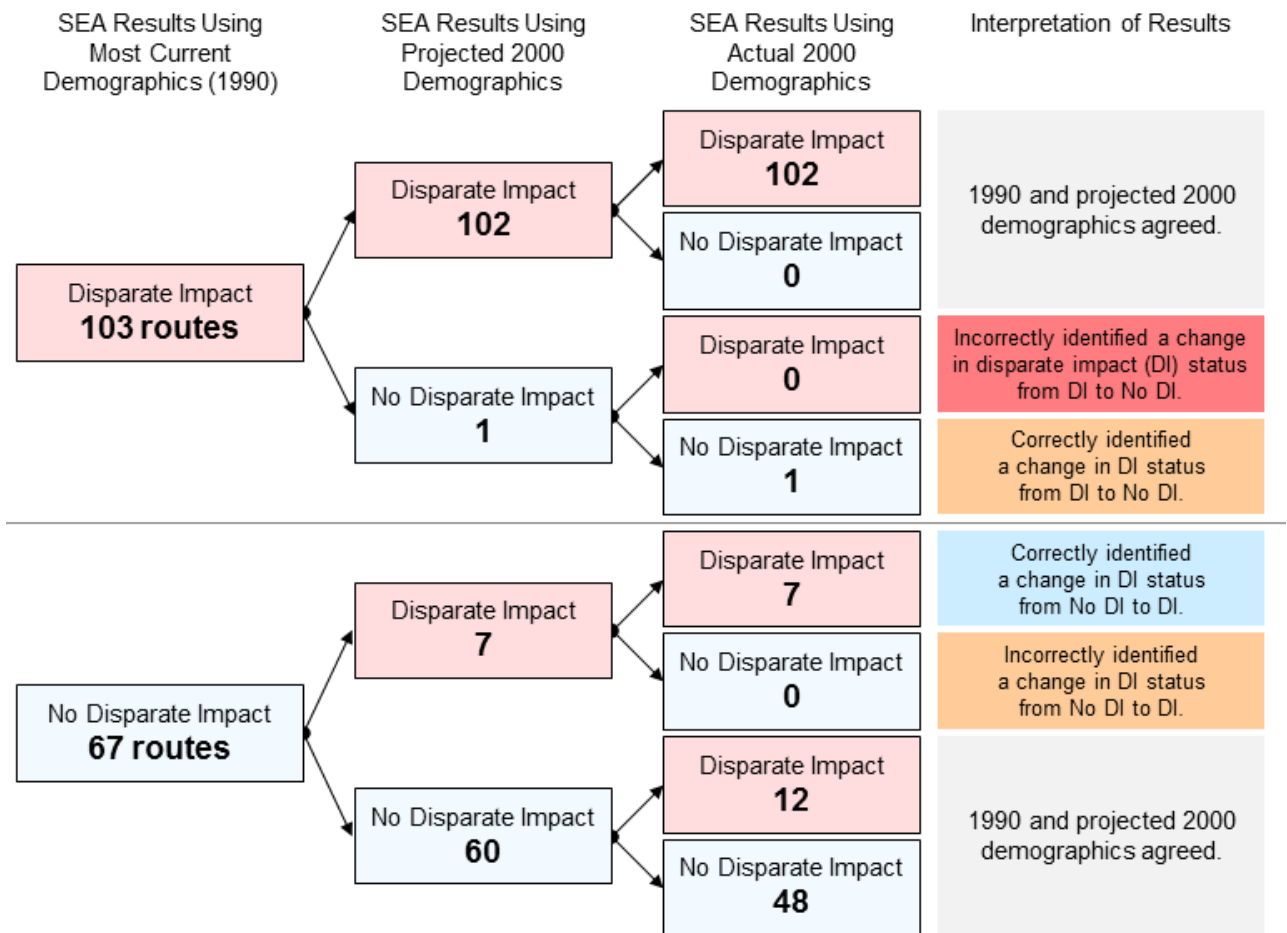 SEA Results Using
Most Current
Demographics (1990)
SEA Results Using
Projected 2000
Demographics
SEA Results Using
Actual 2000
Demographics
Interpretation of Results
Disparate Impact
103 routes
Disparate Impact
102
Disparate Impact
102
No Disparate Impact
0
1990 and projected 2000
demographics agreed.
No Disparate Impact
1
Disparate Impact
0
Incorrectly identified a change
in disparate impact (DI) status
from DI to No DI.
No Disparate Impact
1
Correctly identified
a change in DI status
from DI to No DI.
No Disparate Impact
67 routes
Disparate Impact
7
Disparate Impact
7
Correctly identified
a change in DI status
from No DI to DI.
No Disparate Impact
0
Incorrectly identified
a change in DI status
from No DI to DI.
No Disparate Impact
60
Disparate Impact
12
No Disparate Impact
48
1990 and projected 2000
demographics agreed.